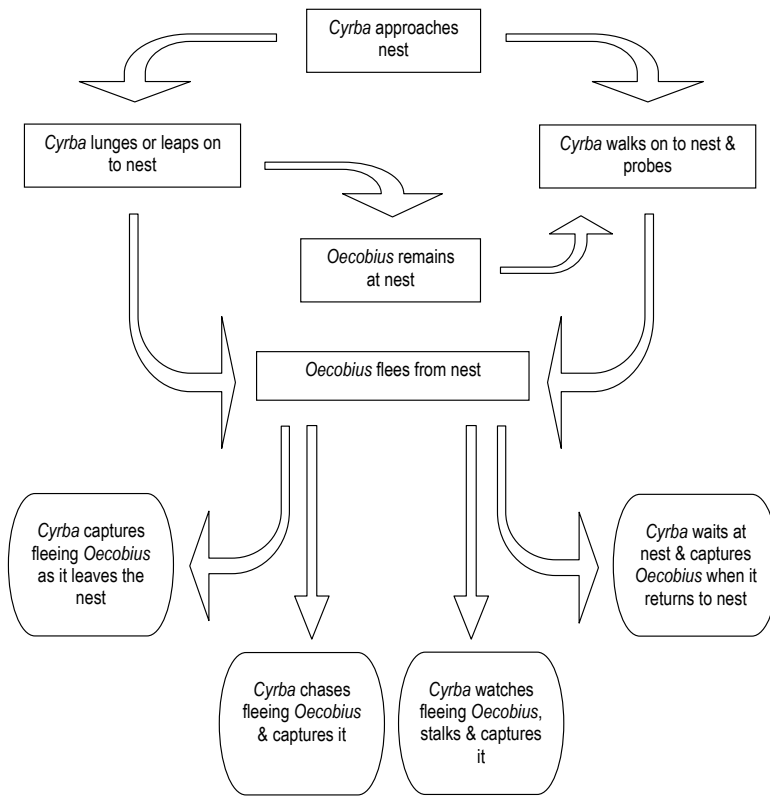 Cyrba approaches
nest
Cyrba lunges or leaps on
to nest
Cyrba walks on to nest &
probes
Oecobius remains
at nest
Oecobius flees from nest
Cyrba captures
fleeing Oecobius
as it leaves the
nest
Cyrba waits at
nest & captures
Oecobius when it
returns to nest
Cyrba chases
fleeing Oecobius
& captures it
Cyrba watches
fleeing Oecobius,
stalks & captures
it